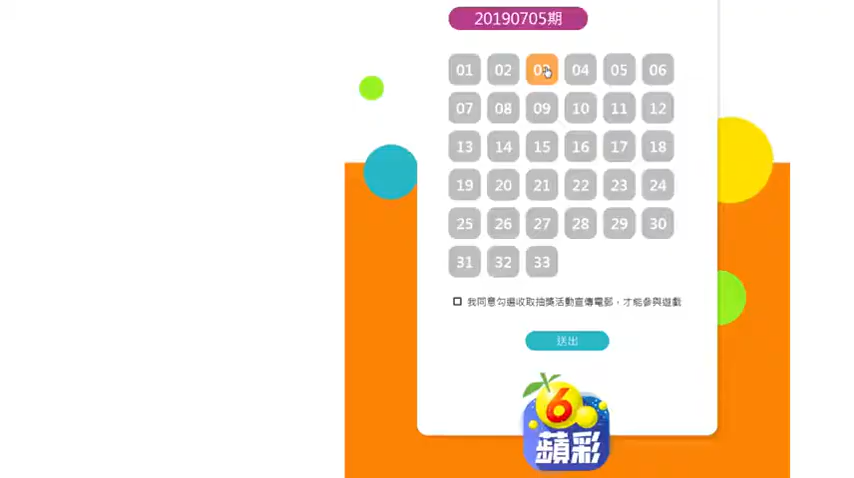 20190705期
01 02 03 04 05 06
07 08 09 10 11 12
13 14 15 16 17 18
19 20 21 22 23 24
25 26 27 28 29 30
31 32 33
我同意勾選收取抽獎活動宣傳電郵，才能參與遊戲
送出
6
蘋彩